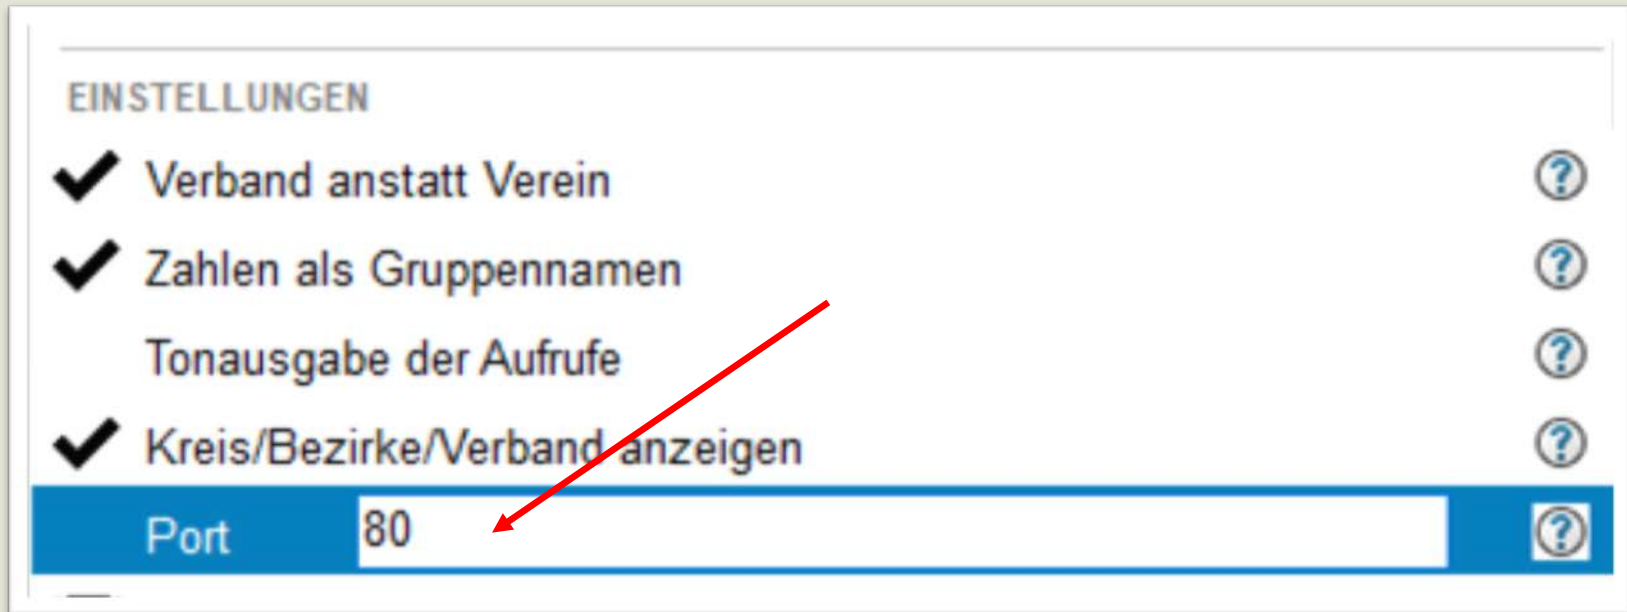 EINSTELLUNGEN
Verband anstatt Verein
Zahlen als Gruppennamen
Tonausgabe der Aufrufe
Kreis/Bezirke/Verband anzeigen
Port 80